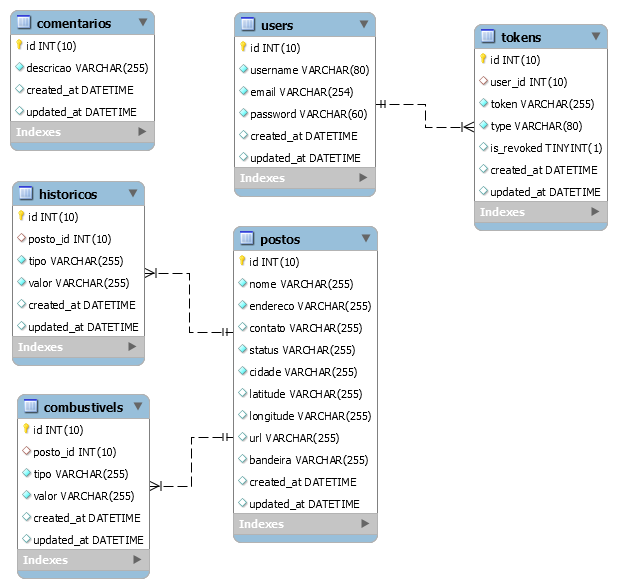 comentarios
id INT(10)
descricao VARCHAR(255)
created_at DATETIME
updated_at DATETIME
Indexes
users
id INT(10)
username VARCHAR(80)
email VARCHAR(254)
password VARCHAR(60)
created_at DATETIME
updated_at DATETIME
Indexes
tokens
id INT(10)
user_id INT(10)
token VARCHAR(255)
type VARCHAR(80)
is_revoked TINYINT(1)
created_at DATETIME
updated_at DATETIME
Indexes
historicos
id INT(10)
posto_id INT(10)
tipo VARCHAR(255)
valor VARCHAR(255)
created_at DATETIME
updated_at DATETIME
Indexes
postos
id INT(10)
nome VARCHAR(255)
endereco VARCHAR(255)
contato VARCHAR(255)
status VARCHAR(255)
cidade VARCHAR(255)
latitude VARCHAR(255)
longitude VARCHAR(255)
url VARCHAR(255)
bandeira VARCHAR(255)
created_at DATETIME
updated_at DATETIME
Indexes
combustivels
id INT(10)
posto_id INT(10)
tipo VARCHAR(255)
valor VARCHAR(255)
created_at DATETIME
updated_at DATETIME
Indexes